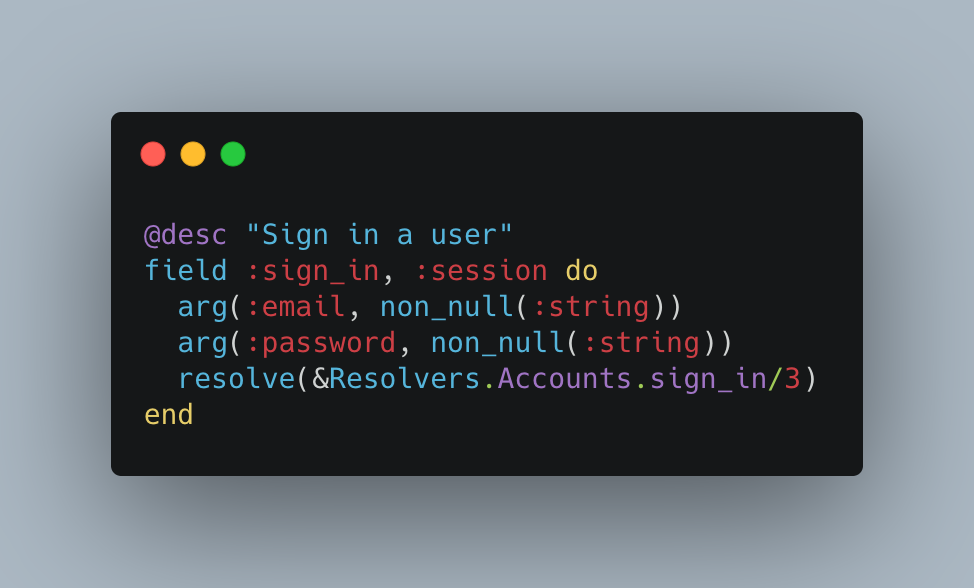 @desc "Sign in a user"
field :sign_in, :session do
  arg(:email, non_null(:string))
  arg(:password, non_null(:string))
  resolve(&Resolvers.Accounts.sign_in/3)
end